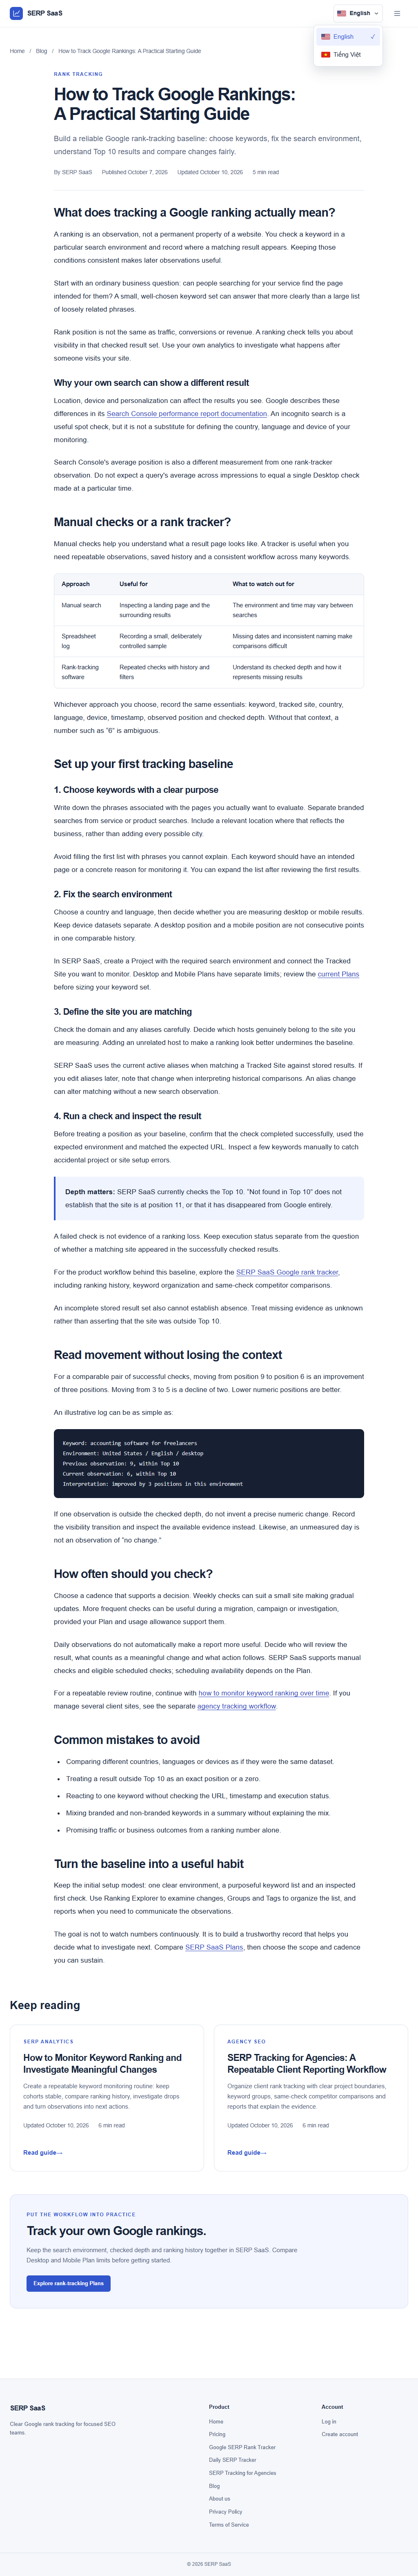 SERP SaaS
English
English ✓
Tiếng Việt
Home / Blog / How to Track Google Rankings: A Practical Starting Guide
RANK TRACKING
How to Track Google Rankings:
A Practical Starting Guide
Build a reliable Google rank-tracking baseline: choose keywords, fix the search environment,
understand Top 10 results and compare changes fairly.
By SERP SaaS Published October 7, 2026 Updated October 10, 2026 5 min read
What does tracking a Google ranking actually mean?
A ranking is an observation, not a permanent property of a website. You check a keyword in a
particular search environment and record where a matching result appears. Keeping those
conditions consistent makes later observations useful.
Start with an ordinary business question: can people searching for your service find the page
intended for them? A small, well-chosen keyword set can answer that more clearly than a large list
of loosely related phrases.
Rank position is not the same as traffic, conversions or revenue. A ranking check tells you about
visibility in that checked result set. Use your own analytics to investigate what happens after
someone visits your site.
Why your own search can show a different result
Location, device and personalization can affect the results you see. Google describes these
differences in its Search Console performance report documentation. An incognito search is a
useful spot check, but it is not a substitute for defining the country, language and device of your
monitoring.
Search Console's average position is also a different measurement from one rank-tracker
observation. Do not expect a query's average across impressions to equal a single Desktop check
made at a particular time.
Manual checks or a rank tracker?
Manual checks help you understand what a result page looks like. A tracker is useful when you
need repeatable observations, saved history and a consistent workflow across many keywords.
Approach Useful for What to watch out for
Manual search Inspecting a landing page and the surrounding results The environment and time may vary between searches
Spreadsheet log Recording a small, deliberately controlled sample Missing dates and inconsistent naming make comparisons difficult
Rank-tracking software Repeated checks with history and filters Understand its checked depth and how it represents missing results
Whichever approach you choose, record the same essentials: keyword, tracked site, country,
language, device, timestamp, observed position and checked depth. Without that context, a
number such as "6" is ambiguous.
Set up your first tracking baseline
1. Choose keywords with a clear purpose
Write down the phrases associated with the pages you actually want to evaluate. Separate branded
searches from service or product searches. Include a relevant location where that reflects the
business, rather than adding every possible city.
Avoid filling the first list with phrases you cannot explain. Each keyword should have an intended
page or a concrete reason for monitoring it. You can expand the list after reviewing the first results.
2. Fix the search environment
Choose a country and language, then decide whether you are measuring desktop or mobile results.
Keep device datasets separate. A desktop position and a mobile position are not consecutive points
in one comparable history.
In SERP SaaS, create a Project with the required search environment and connect the Tracked
Site you want to monitor. Desktop and Mobile Plans have separate limits; review the current Plans
before sizing your keyword set.
3. Define the site you are matching
Check the domain and any aliases carefully. Decide which hosts genuinely belong to the site you
are measuring. Adding an unrelated host to make a ranking look better undermines the baseline.
SERP SaaS uses the current active aliases when matching a Tracked Site against stored results. If
you edit aliases later, note that change when interpreting historical comparisons. An alias change
can alter matching without a new search observation.
4. Run a check and inspect the result
Before treating a position as your baseline, confirm that the check completed successfully, used the
expected environment and matched the expected URL. Inspect a few keywords manually to catch
accidental project or site setup errors.
Depth matters: SERP SaaS currently checks the Top 10. "Not found in Top 10" does not
establish that the site is at position 11, or that it has disappeared from Google entirely.
A failed check is not evidence of a ranking loss. Keep execution status separate from the question
of whether a matching site appeared in the successfully checked results.
For the product workflow behind this baseline, explore the SERP SaaS Google rank tracker,
including ranking history, keyword organization and same-check competitor comparisons.
An incomplete stored result set also cannot establish absence. Treat missing evidence as unknown
rather than asserting that the site was outside Top 10.
Read movement without losing the context
For a comparable pair of successful checks, moving from position 9 to position 6 is an improvement
of three positions. Moving from 3 to 5 is a decline of two. Lower numeric positions are better.
An illustrative log can be as simple as:
Keyword: accounting software for freelancers
Environment: United States / English / desktop
Previous observation: 9, within Top 10
Current observation: 6, within Top 10
Interpretation: improved by 3 positions in this environment
If one observation is outside the checked depth, do not invent a precise numeric change. Record
the visibility transition and inspect the available evidence instead. Likewise, an unmeasured day is
not an observation of "no change."
How often should you check?
Choose a cadence that supports a decision. Weekly checks can suit a small site making gradual
updates. More frequent checks can be useful during a migration, campaign or investigation,
provided your Plan and usage allowance support them.
Daily observations do not automatically make a report more useful. Decide who will review the
result, what counts as a meaningful change and what action follows. SERP SaaS supports manual
checks and eligible scheduled checks; scheduling availability depends on the Plan.
For a repeatable review routine, continue with how to monitor keyword ranking over time. If you
manage several client sites, see the separate agency tracking workflow.
Common mistakes to avoid
• Comparing different countries, languages or devices as if they were the same dataset.
• Treating a result outside Top 10 as an exact position or a zero.
• Reacting to one keyword without checking the URL, timestamp and execution status.
• Mixing branded and non-branded keywords in a summary without explaining the mix.
• Promising traffic or business outcomes from a ranking number alone.
Turn the baseline into a useful habit
Keep the initial setup modest: one clear environment, a purposeful keyword list and an inspected
first check. Use Ranking Explorer to examine changes, Groups and Tags to organize the list, and
reports when you need to communicate the observations.
The goal is not to watch numbers continuously. It is to build a trustworthy record that helps you
decide what to investigate next. Compare SERP SaaS Plans, then choose the scope and cadence
you can sustain.
Keep reading
SERP ANALYTICS
How to Monitor Keyword Ranking and
Investigate Meaningful Changes
Create a repeatable keyword monitoring routine: keep
cohorts stable, compare ranking history, investigate drops
and turn observations into next actions.
Updated October 10, 2026 6 min read
Read guide→
AGENCY SEO
SERP Tracking for Agencies: A
Repeatable Client Reporting Workflow
Organize client rank tracking with clear project boundaries,
keyword groups, same-check competitor comparisons and
reports that explain the evidence.
Updated October 10, 2026 6 min read
Read guide→
PUT THE WORKFLOW INTO PRACTICE
Track your own Google rankings.
Keep the search environment, checked depth and ranking history together in SERP SaaS. Compare
Desktop and Mobile Plan limits before getting started.
Explore rank-tracking Plans
SERP SaaS
Clear Google rank tracking for focused SEO
teams.
Product
Home
Pricing
Google SERP Rank Tracker
Daily SERP Tracker
SERP Tracking for Agencies
Blog
About us
Privacy Policy
Terms of Service
Account
Log in
Create account
© 2026 SERP SaaS